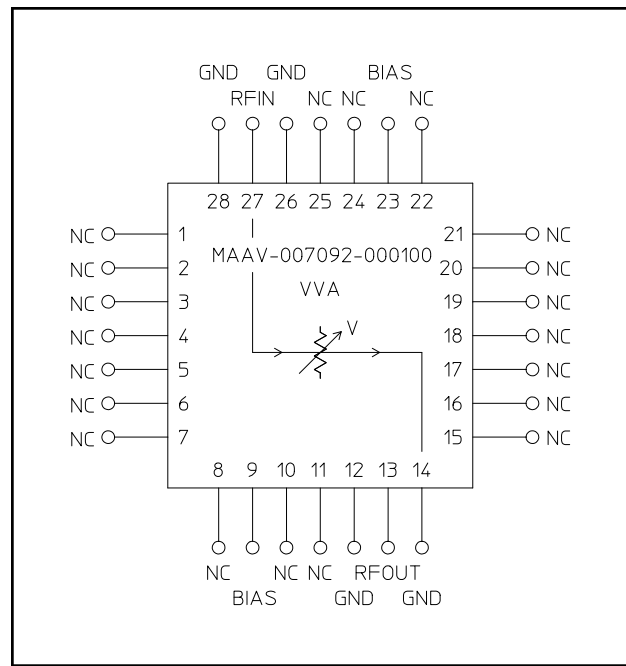 GND GND BIAS
RFIN NC NC NC
28 27 26 25 24 23 22
NC 1 21 NC
MAAV-007092-000100
NC 2 20 NC
VVA
NC 3 19 NC
V
NC 4 18 NC
NC 5 17 NC
NC 6 16 NC
NC 7 15 NC
8 9 10 11 12 13 14
NC NC NC RFOUT
BIAS GND GND